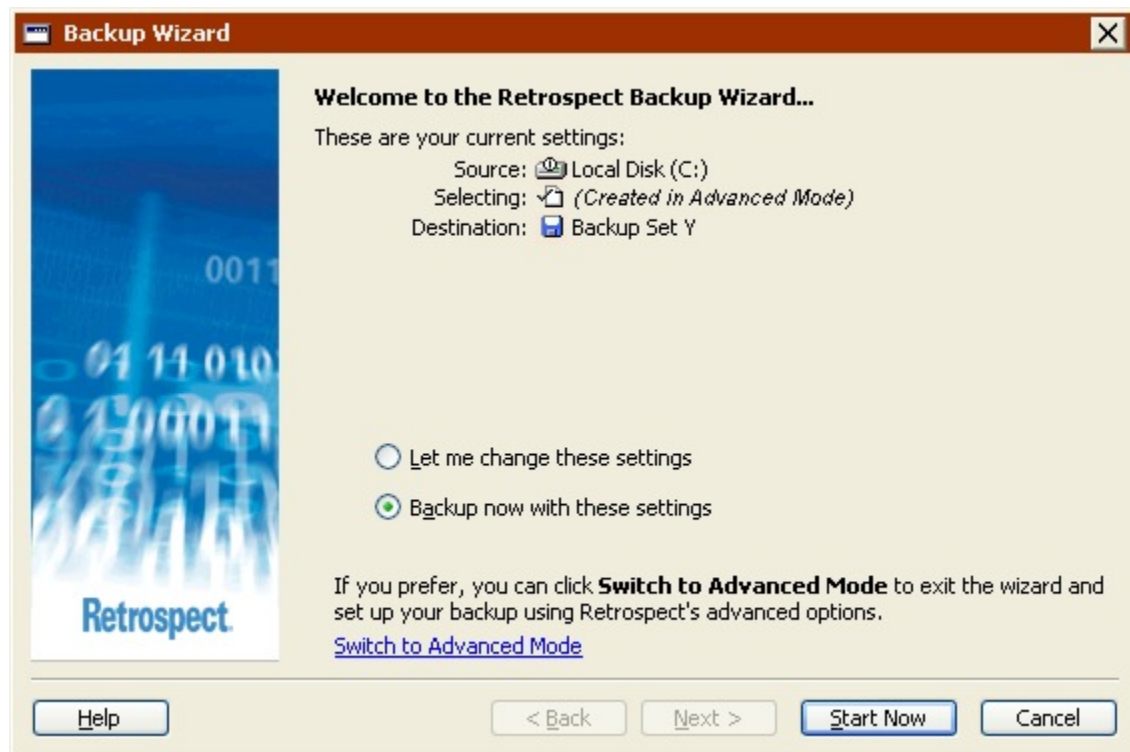 Backup Wizard
Welcome to the Retrospect Backup Wizard...
These are your current settings:
Source: Local Disk (C:)
Selecting: (Created in Advanced Mode)
Destination: Backup Set Y
0011
01 11 010
0 1 00011
Let me change these settings
Backup now with these settings
If you prefer, you can click Switch to Advanced Mode to exit the wizard and
set up your backup using Retrospect's advanced options.
Retrospect.
Switch to Advanced Mode
Help
< Back
Next >
Start Now
Cancel